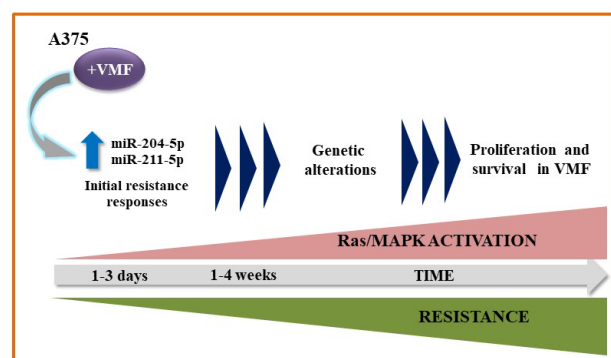 A375
+VMF
miR-204-5p
miR-211-5p
Initial resistance
responses
Genetic
alterations
Proliferation and
survival in VMF
Ras/MAPK ACTIVATION
1-3 days
1-4 weeks
TIME
RESISTANCE